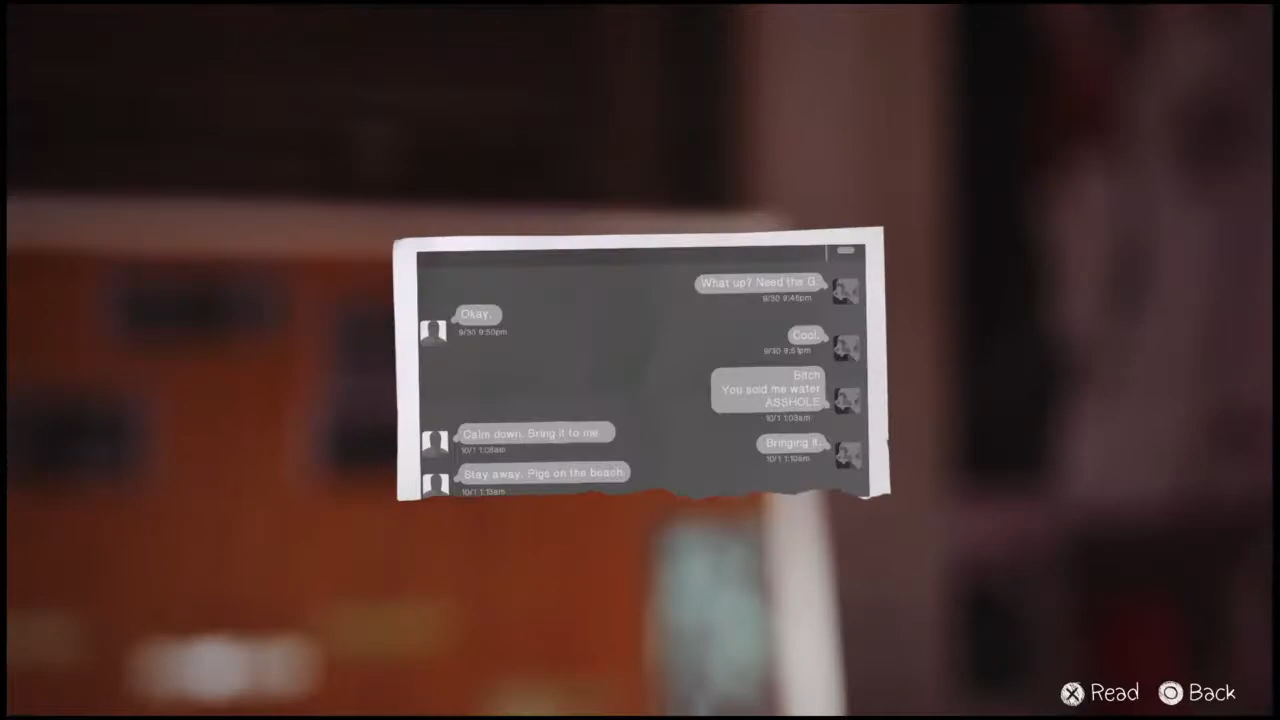 What up? Need the G.
9/30 9:46pm
Okay.
9/30 9:50pm
Cool.
9/30 9:51pm
Bitch
You sold me water
ASSHOLE
10/1 1:03am
Calm down. Bring it to me
10/1 1:08am
Bringing it.
10/1 1:10am
Stay away. Pigs on the beach.
10/1 1:13am
Read
Back